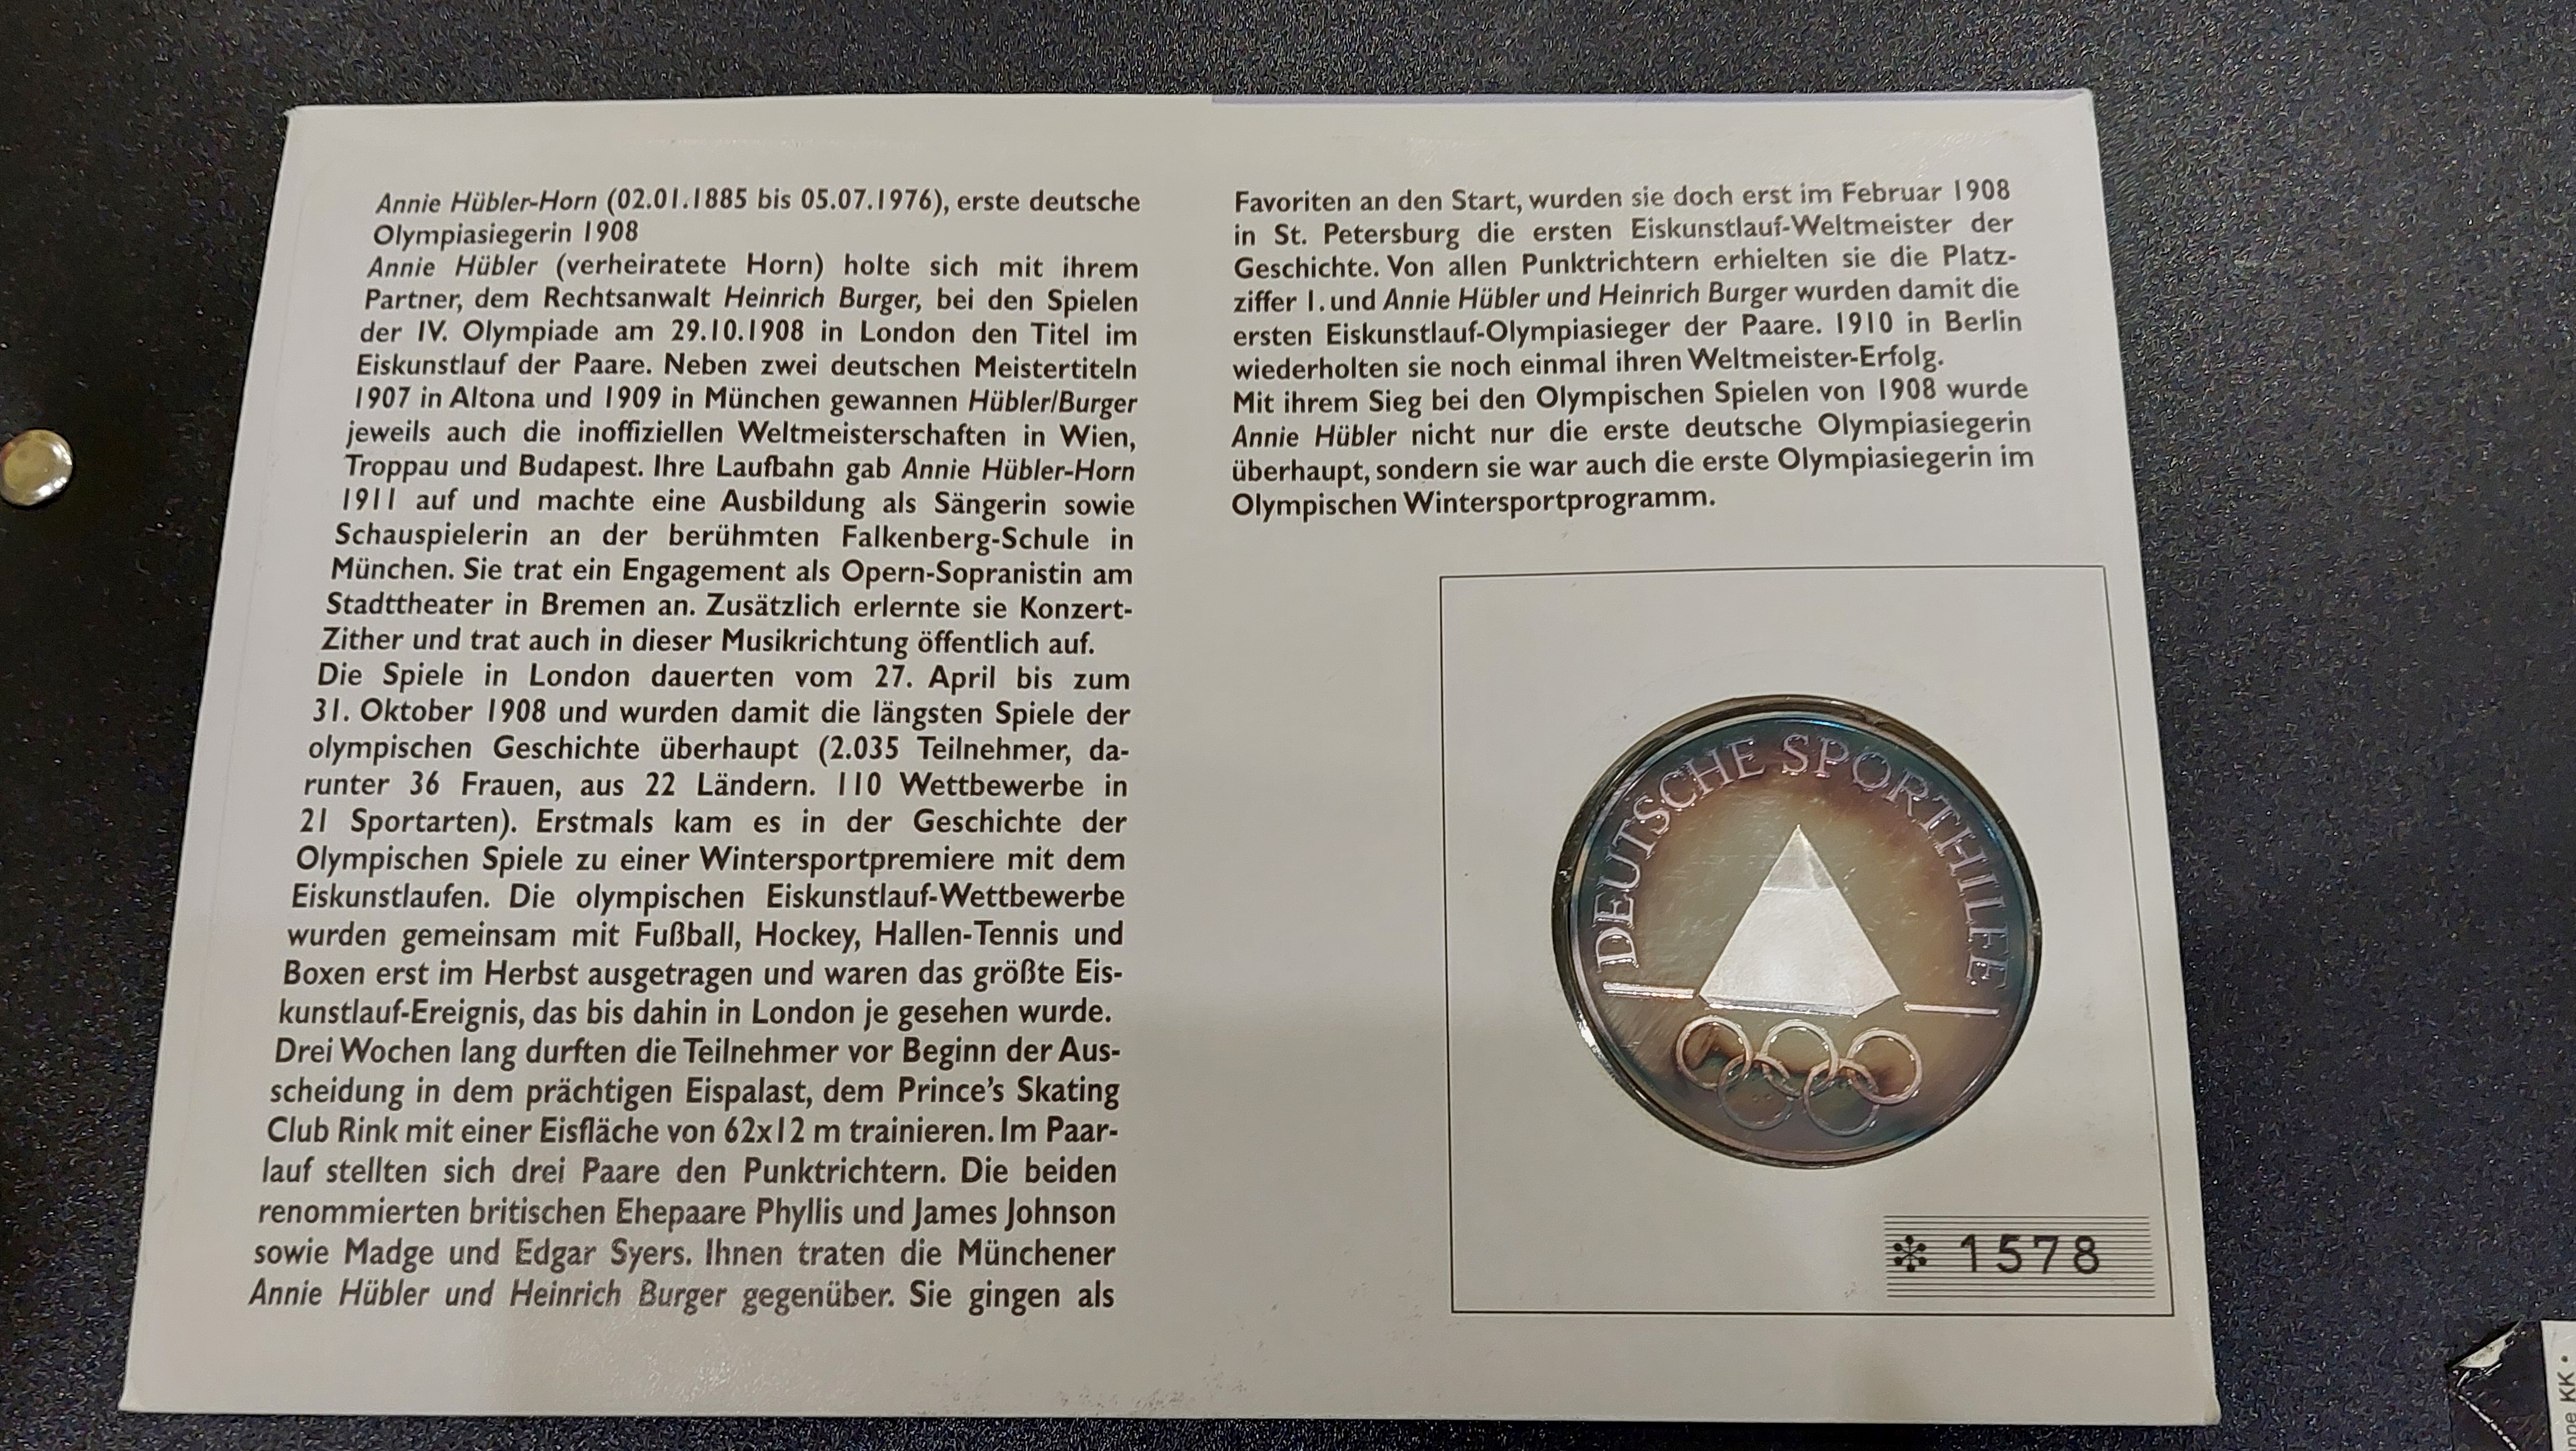 Annie Hübler-Horn (02.01.1885 bis 05.07.1976), erste deutsche
Olympiasiegerin 1908
Annie Hübler (verheiratete Horn) holte sich mit ihrem
Partner, dem Rechtsanwalt Heinrich Burger, bei den Spielen
der IV. Olympiade am 29.10.1908 in London den Titel im
Eiskunstlauf der Paare. Neben zwei deutschen Meistertiteln
1907 in Altona und 1909 in München gewannen Hübler/Burger
jeweils auch die inoffiziellen Weltmeisterschaften in Wien,
Troppau und Budapest. Ihre Laufbahn gab Annie Hübler-Horn
1911 auf und machte eine Ausbildung als Sängerin sowie
Schauspielerin an der berühmten Falkenberg-Schule in
München. Sie trat ein Engagement als Opern-Sopranistin am
Stadttheater in Bremen an. Zusätzlich erlernte sie Konzert-
Zither und trat auch in dieser Musikrichtung öffentlich auf.
Die Spiele in London dauerten vom 27. April bis zum
31. Oktober 1908 und wurden damit die längsten Spiele der
olympischen Geschichte überhaupt (2.035 Teilnehmer, da-
runter 36 Frauen, aus 22 Ländern. 110 Wettbewerbe in
21 Sportarten). Erstmals kam es in der Geschichte der
Olympischen Spiele zu einer Wintersportpremiere mit dem
Eiskunstlaufen. Die olympischen Eiskunstlauf-Wettbewerbe
wurden gemeinsam mit Fußball, Hockey, Hallen-Tennis und
Boxen erst im Herbst ausgetragen und waren das größte Eis-
kunstlauf-Ereignis, das bis dahin in London je gesehen wurde.
Drei Wochen lang durften die Teilnehmer vor Beginn der Aus-
scheidung in dem prächtigen Eispalast, dem Prince's Skating
Club Rink mit einer Eisfläche von 62x12 m trainieren. Im Paar-
lauf stellten sich drei Paare den Punktrichtern. Die beiden
renommierten britischen Ehepaare Phyllis und James Johnson
sowie Madge und Edgar Syers. Ihnen traten die Münchener
Annie Hübler und Heinrich Burger gegenüber. Sie gingen als
Favoriten an den Start, wurden sie doch erst im Februar 1908
in St. Petersburg die ersten Eiskunstlauf-Weltmeister der
Geschichte. Von allen Punktrichtern erhielten sie die Platz-
ziffer 1. und Annie Hübler und Heinrich Burger wurden damit die
ersten Eiskunstlauf-Olympiasieger der Paare. 1910 in Berlin
wiederholten sie noch einmal ihren Weltmeister-Erfolg.
Mit ihrem Sieg bei den Olympischen Spielen von 1908 wurde
Annie Hübler nicht nur die erste deutsche Olympiasiegerin
überhaupt, sondern sie war auch die erste Olympiasiegerin im
Olympischen Wintersportprogramm.
DEUTSCHE SPORTHILFE
* 1578
KK •